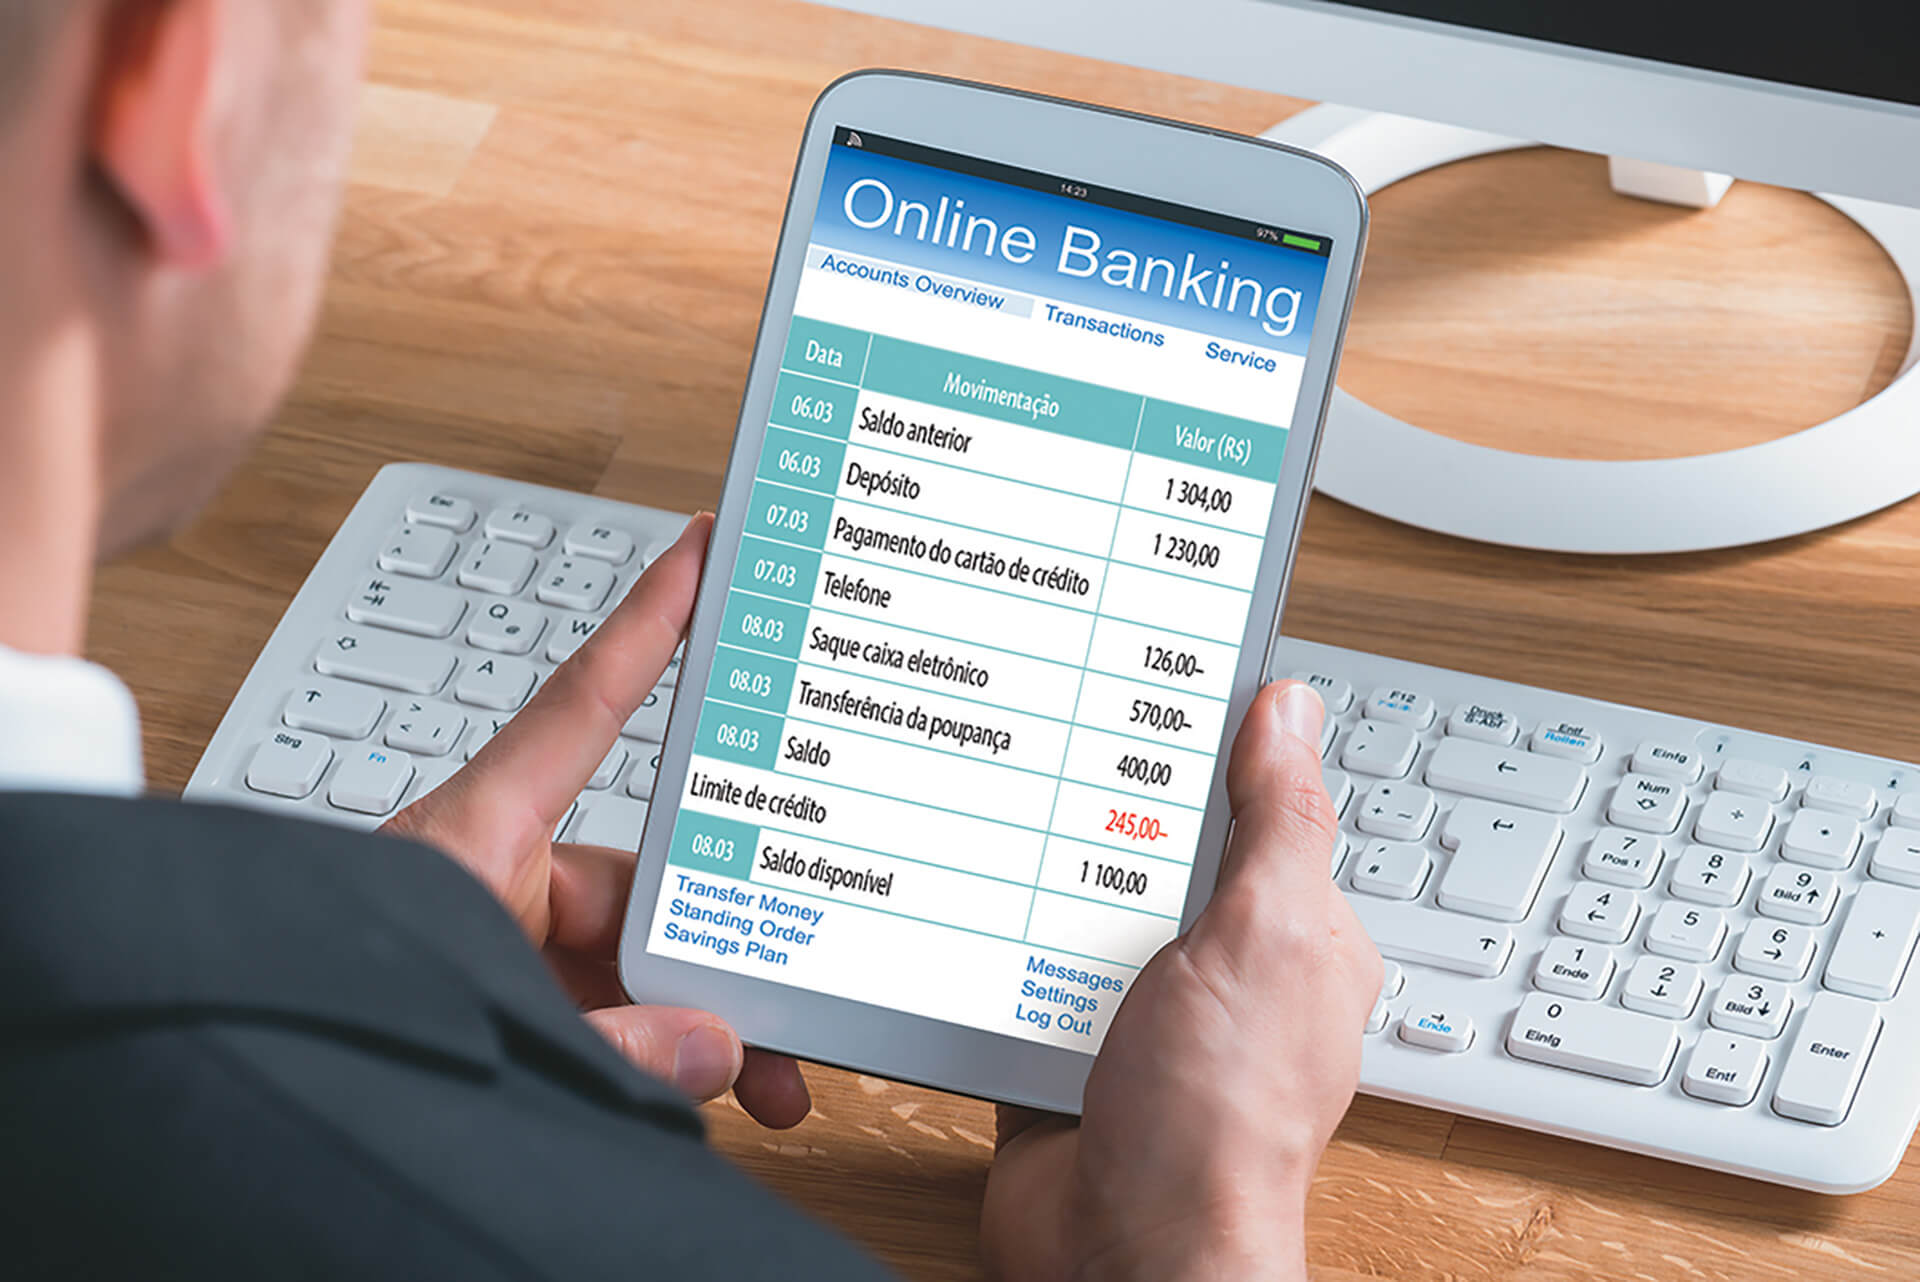 14:23
97%
Online Banking
Accounts Overview Transactions Service
Data Movimentação Valor (R$)
06.03 Saldo anterior 1 304,00
06.03 Depósito 1 230,00
07.03 Pagamento do cartão de crédito
07.03 Telefone 126,00–
08.03 Saque caixa eletrônico 570,00–
08.03 Transferência da poupança 400,00
08.03 Saldo 245,00–
Limite de crédito 1 100,00
08.03 Saldo disponível
Transfer Money
Standing Order
Savings Plan
Messages
Settings
Log Out
Esc F1 F2
Q W
A
Y
Strg Fn
F11 F12 Druck S-Abf Entf Rollen
Einfg 1 A
Num
7 Pos 1 8 9 Bild
4 5 6
1 Ende 2 3 Bild
Ende 0 Einfg Entf Enter